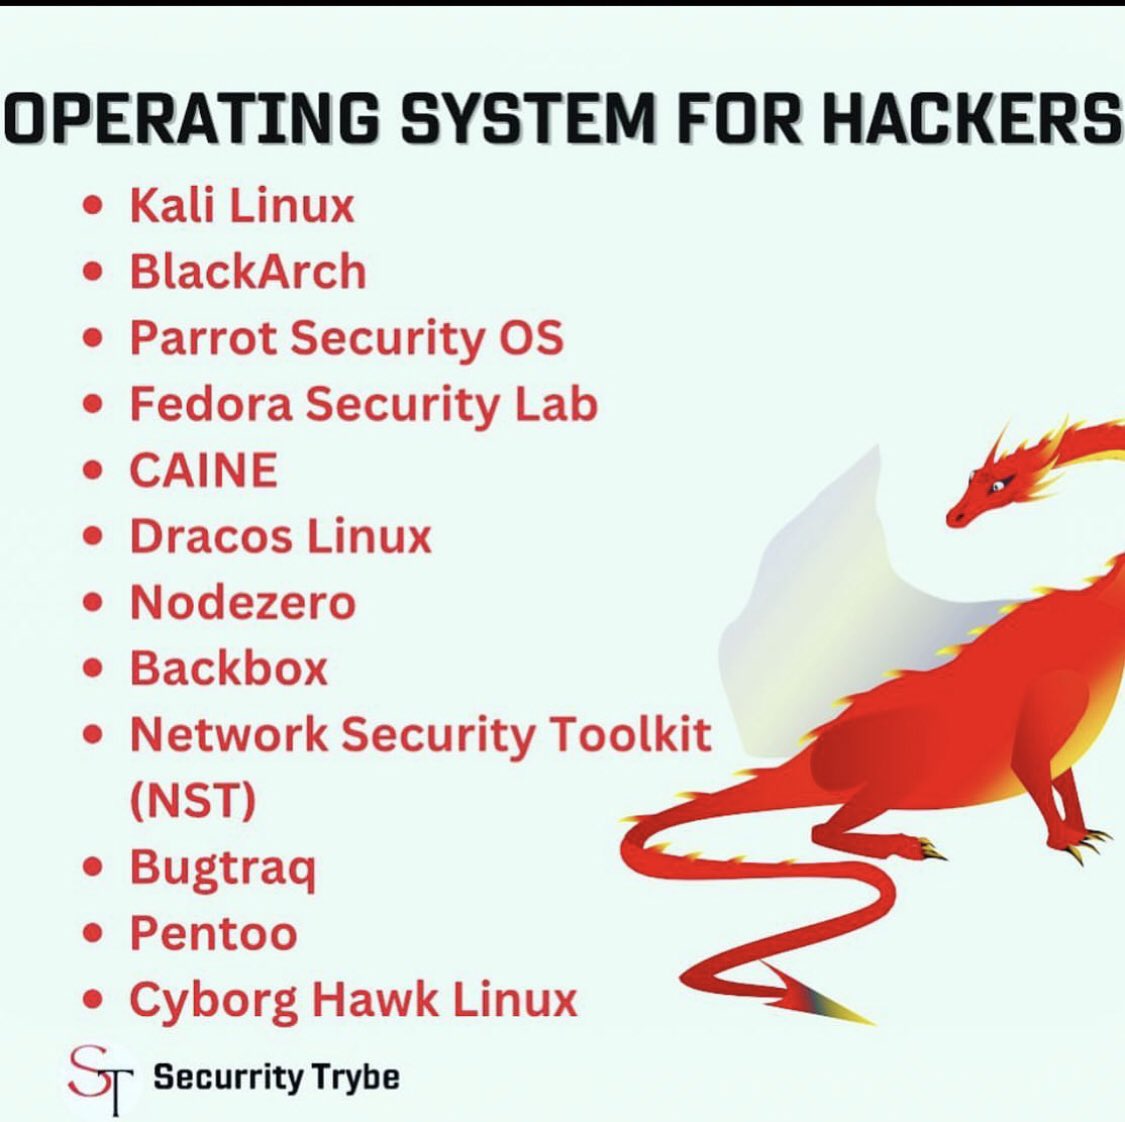 OPERATING SYSTEM FOR HACKERS
• Kali Linux
• BlackArch
• Parrot Security OS
• Fedora Security Lab
• CAINE
• Dracos Linux
• Nodezero
• Backbox
• Network Security Toolkit
(NST)
• Bugtraq
• Pentoo
• Cyborg Hawk Linux
ST Securrity Trybe